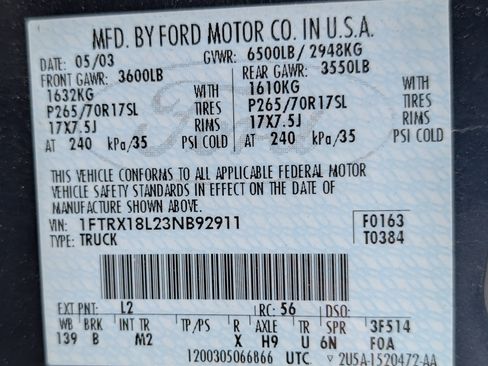 MFD. BY FORD MOTOR CO. IN U.S.A.
DATE: 05/03 GVWR: 6500LB/ 2948KG
FRONT GAWR: 3600LB REAR GAWR: 3550LB
1632KG WITH 1610KG WITH
P265/70R17SL TIRES P265/70R17SL TIRES
17X7.5J RIMS 17X7.5J RIMS
AT 240 kPa/35 PSI COLD AT 240 kPa/35 PSI COLD
THIS VEHICLE CONFORMS TO ALL APPLICABLE FEDERAL MOTOR
VEHICLE SAFETY STANDARDS IN EFFECT ON THE DATE OF
MANUFACTURE SHOWN ABOVE.
VIN: 1FTRX18L23NB92911 F0163
TYPE: TRUCK T0384
EXT PNT: L2 RC: 56 DSO:
WB BRK INT TR TP/PS R AXLE TR SPR 3F514
139 B M2 X H9 U 6N F0A
1200305066866 UTC. 2U5A-1520472-AA